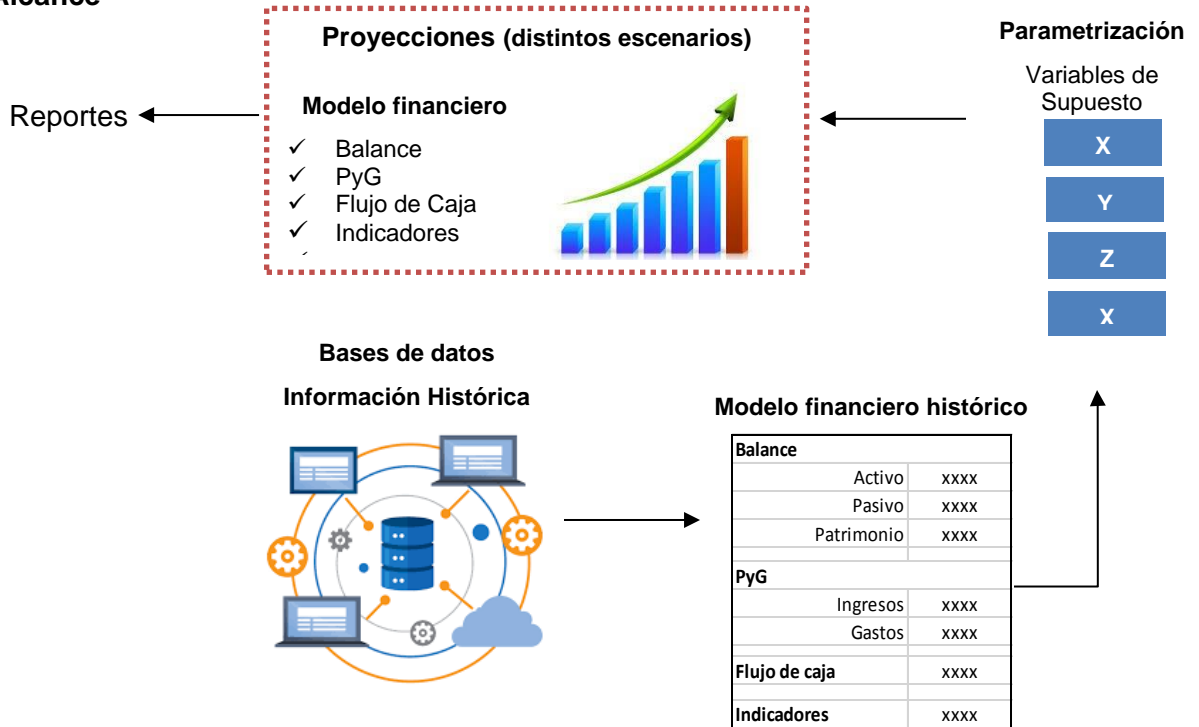 Alcance
Proyecciones (distintos escenarios)
Modelo financiero
✓ Balance
✓ PyG
✓ Flujo de Caja
✓ Indicadores
Reportes
Parametrización
Variables de
Supuesto
X
Y
Z
X
Bases de datos
Información Histórica
Modelo financiero histórico
Balance
Activo xxxx
Pasivo xxxx
Patrimonio xxxx
PyG
Ingresos xxxx
Gastos xxxx
Flujo de caja xxxx
Indicadores xxxx